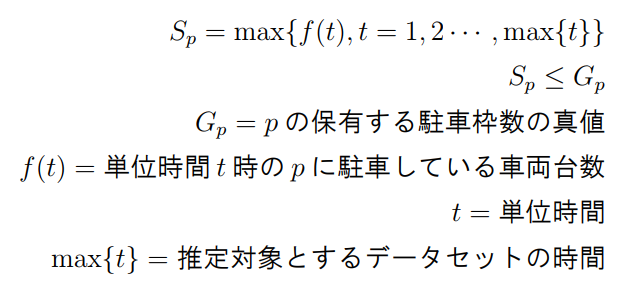 S_p = max{f(t), t = 1, 2 ⋯ , max{t}}
S_p ≤ G_p
G_p = p の保有する駐車枠数の真値
f(t) = 単位時間 t 時の p に駐車している車両台数
t = 単位時間
max{t} = 推定対象とするデータセットの時間